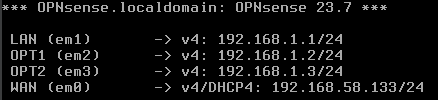 *** OPNsense.localdomain: OPNsense 23.7 ***
LAN (em1) -> v4: 192.168.1.1/24
OPT1 (em2) -> v4: 192.168.1.2/24
OPT2 (em3) -> v4: 192.168.1.3/24
WAN (em0) -> v4/DHCP4: 192.168.58.133/24